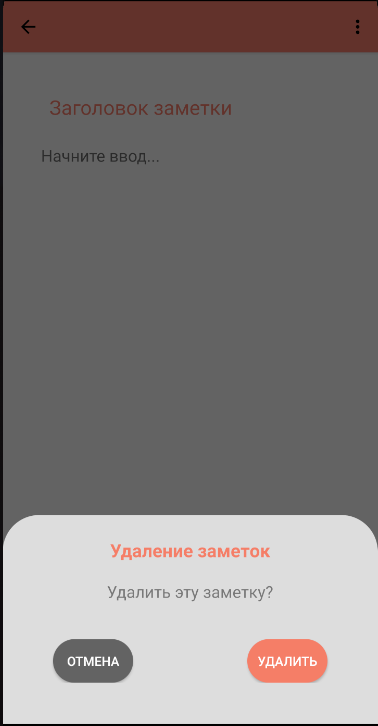 Заголовок заметки
Начните ввод...
Удаление заметок
Удалить эту заметку?
ОТМЕНА
УДАЛИТЬ